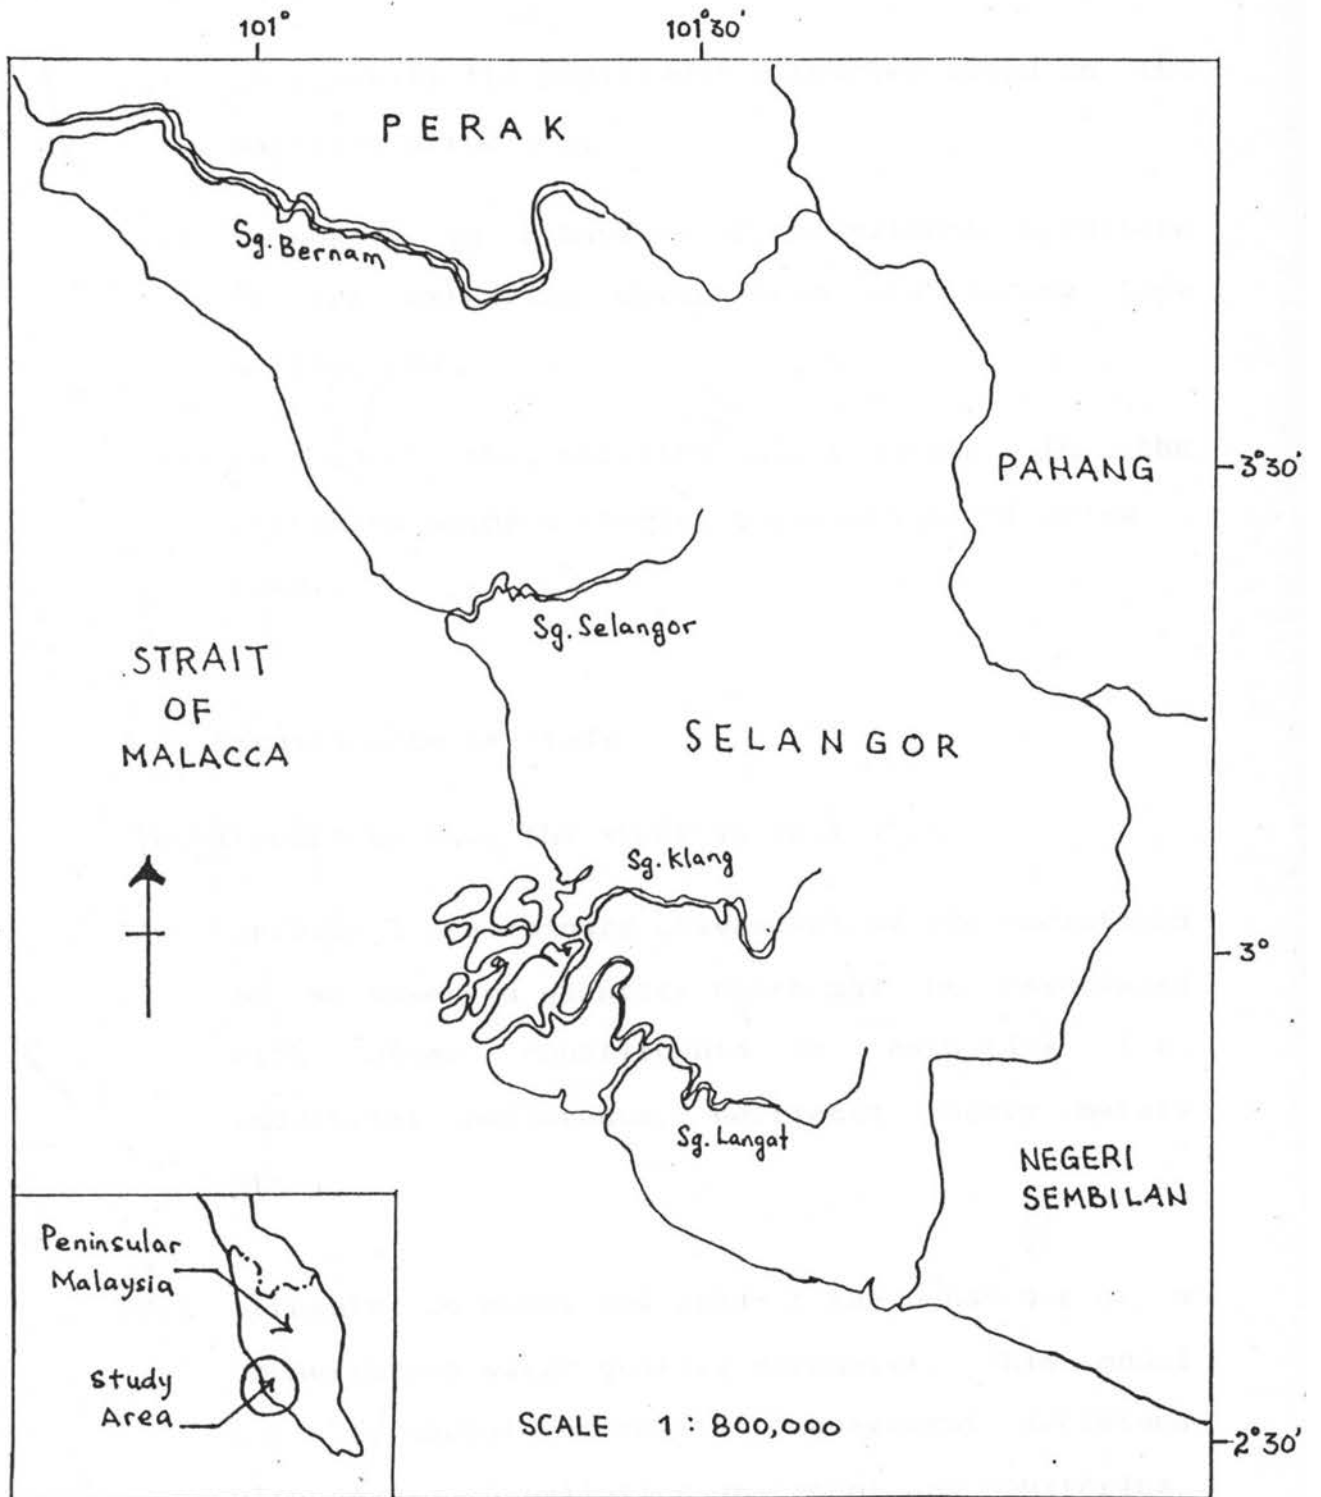 101°
101°30'
PERAK
Sg. Bernam
PAHANG
3°30'
Sg. Selangor
STRAIT
OF
MALACCA
SELANGOR
Sg. Klang
3°
Sg. Langat
NEGERI
SEMBILAN
Peninsular
Malaysia
Study
Area
SCALE 1 : 800,000
2°30'